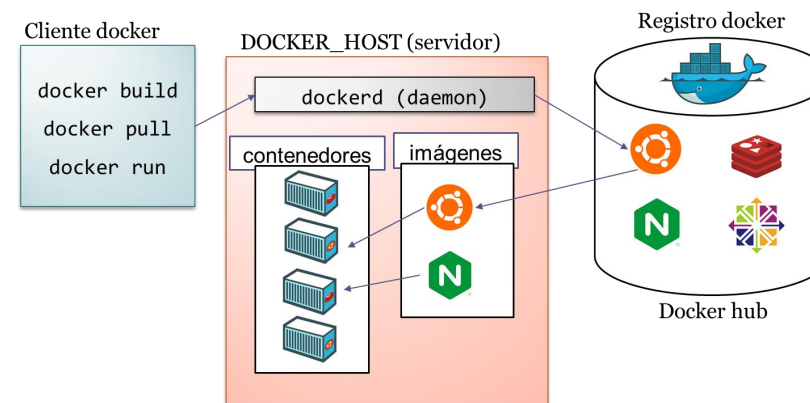 Cliente docker
docker build
docker pull
docker run
DOCKER_HOST (servidor)
dockerd (daemon)
contenedores
imágenes
Registro docker
N
N
Docker hub